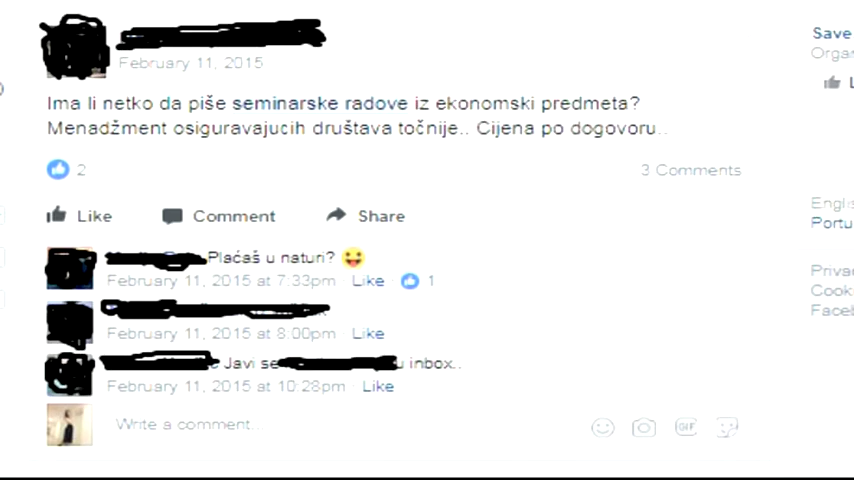 Save
Orga
February 11, 2015
L
Ima li netko da piše seminarske radove iz ekonomski predmeta?
Menadžment osiguravajucih društava točnije.. Cijena po dogovoru..
2
3 Comments
Like Comment Share
Englis
Portu
Plaćaš u naturi? 😛
February 11, 2015 at 7:33pm Like 1
Privac
Cook
Faceb
February 11, 2015 at 8:00pm Like
Javi se u inbox..
February 11, 2015 at 10:28pm Like
Write a comment...
GIF